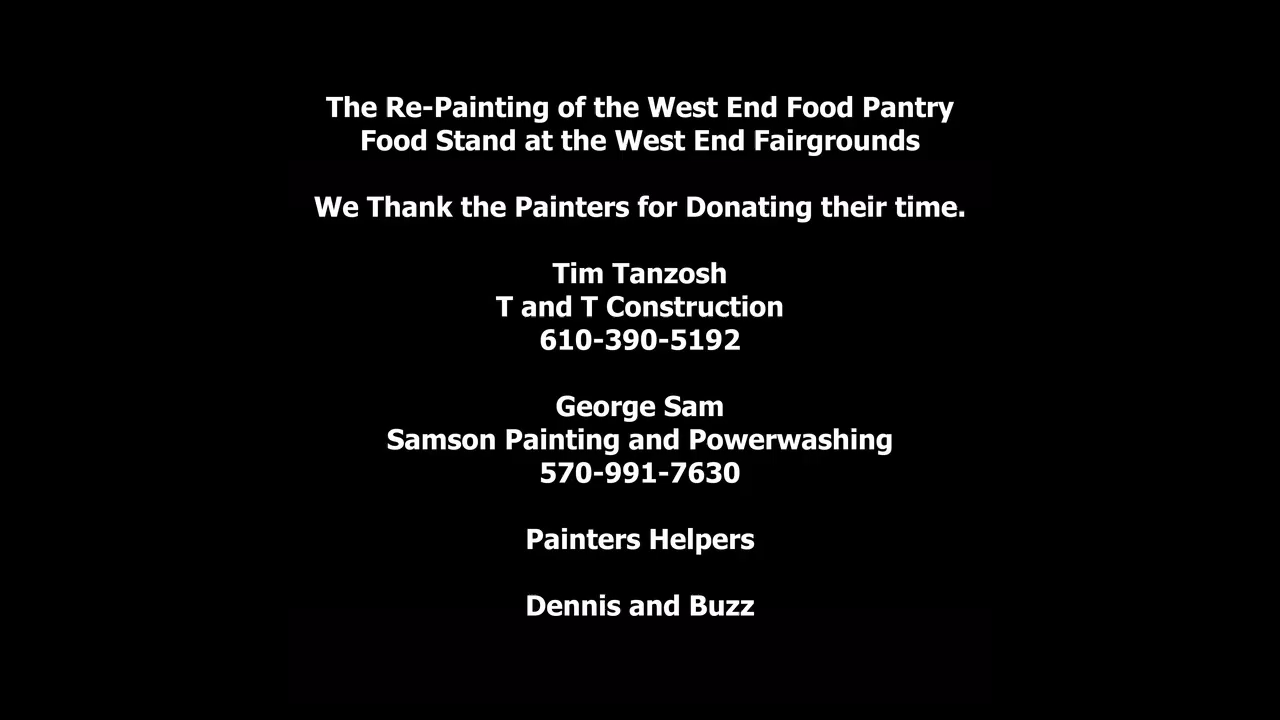 The Re-Painting of the West End Food Pantry
Food Stand at the West End Fairgrounds
We Thank the Painters for Donating their time.
Tim Tanzosh
T and T Construction
610-390-5192
George Sam
Samson Painting and Powerwashing
570-991-7630
Painters Helpers
Dennis and Buzz